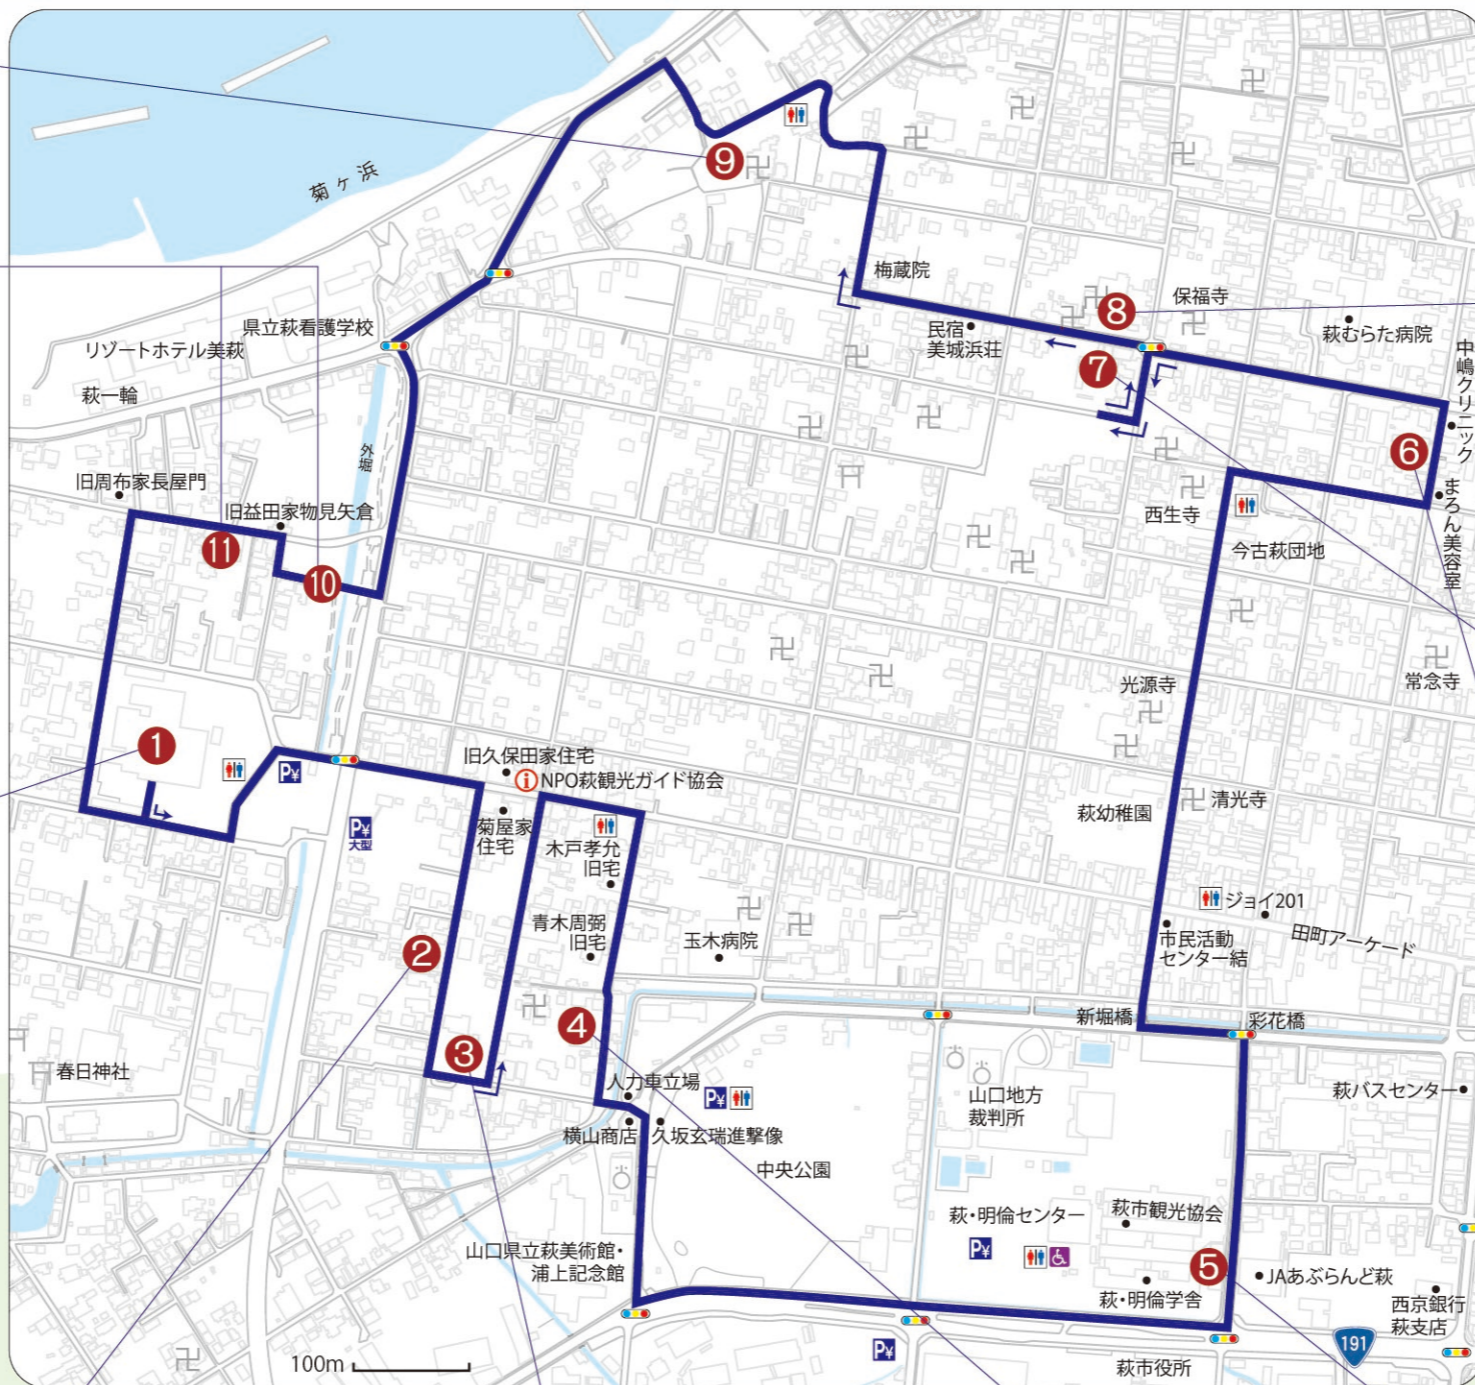 菊ヶ浜
9
梅蔵院
8
保福寺
民宿
美城浜荘
萩むらた病院
中嶋クリニック
7
県立萩看護学校
リゾートホテル美萩
萩一輪
外堀
6
まろん美容室
旧周布家長屋門
旧益田家物見矢倉
11
10
西生寺
今古萩団地
常念寺
光源寺
1
P¥
旧久保田家住宅
i NPO萩観光ガイド協会
菊屋家
住宅
P¥
大型
木戸孝允
旧宅
清光寺
萩幼稚園
青木周弼
旧宅
玉木病院
ジョイ201
市民活動
センター結
田町アーケード
2
3
4
新堀橋
彩花橋
春日神社
人力車立場
P¥
横山商店
久坂玄瑞進撃像
山口地方
裁判所
萩バスセンター
中央公園
萩・明倫センター
P¥
萩市観光協会
山口県立萩美術館・
浦上記念館
5
JAあぶらんど萩
萩・明倫学舎
西京銀行
萩支店
P¥
191
100m
萩市役所